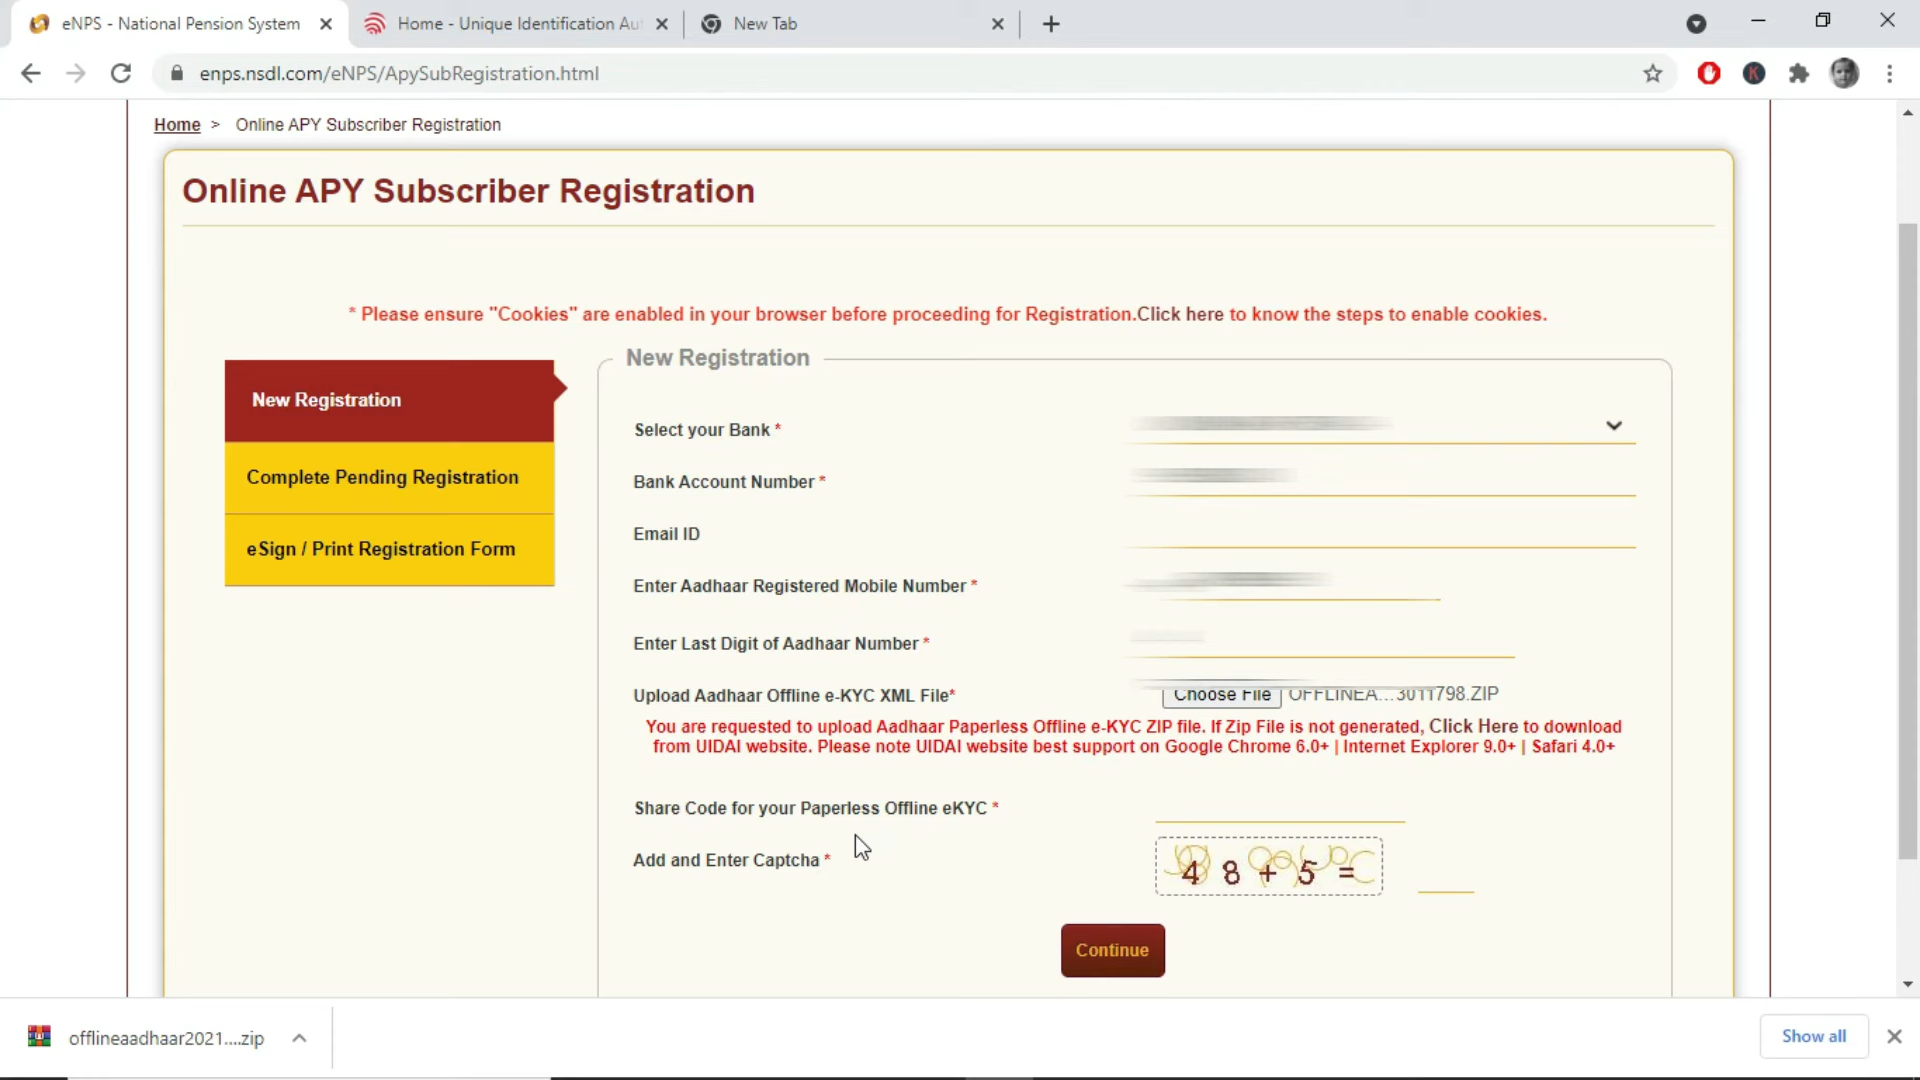 eNPS - National Pension System
Home - Unique Identification Au
New Tab
enps.nsdl.com/eNPS/ApySubRegistration.html
Home > Online APY Subscriber Registration
Online APY Subscriber Registration
* Please ensure "Cookies" are enabled in your browser before proceeding for Registration.Click here to know the steps to enable cookies.
New Registration
New Registration
Complete Pending Registration
eSign / Print Registration Form
Select your Bank *
Bank Account Number *
Email ID
Enter Aadhaar Registered Mobile Number *
Enter Last Digit of Aadhaar Number *
Upload Aadhaar Offline e-KYC XML File* Choose File OFFLINEA...3011798.ZIP
You are requested to upload Aadhaar Paperless Offline e-KYC ZIP file. If Zip File is not generated, Click Here to download
from UIDAI website. Please note UIDAI website best support on Google Chrome 6.0+ | Internet Explorer 9.0+ | Safari 4.0+
Share Code for your Paperless Offline eKYC *
Add and Enter Captcha * 4 8 + 5 =
Continue
offlineaadhaar2021....zip
Show all